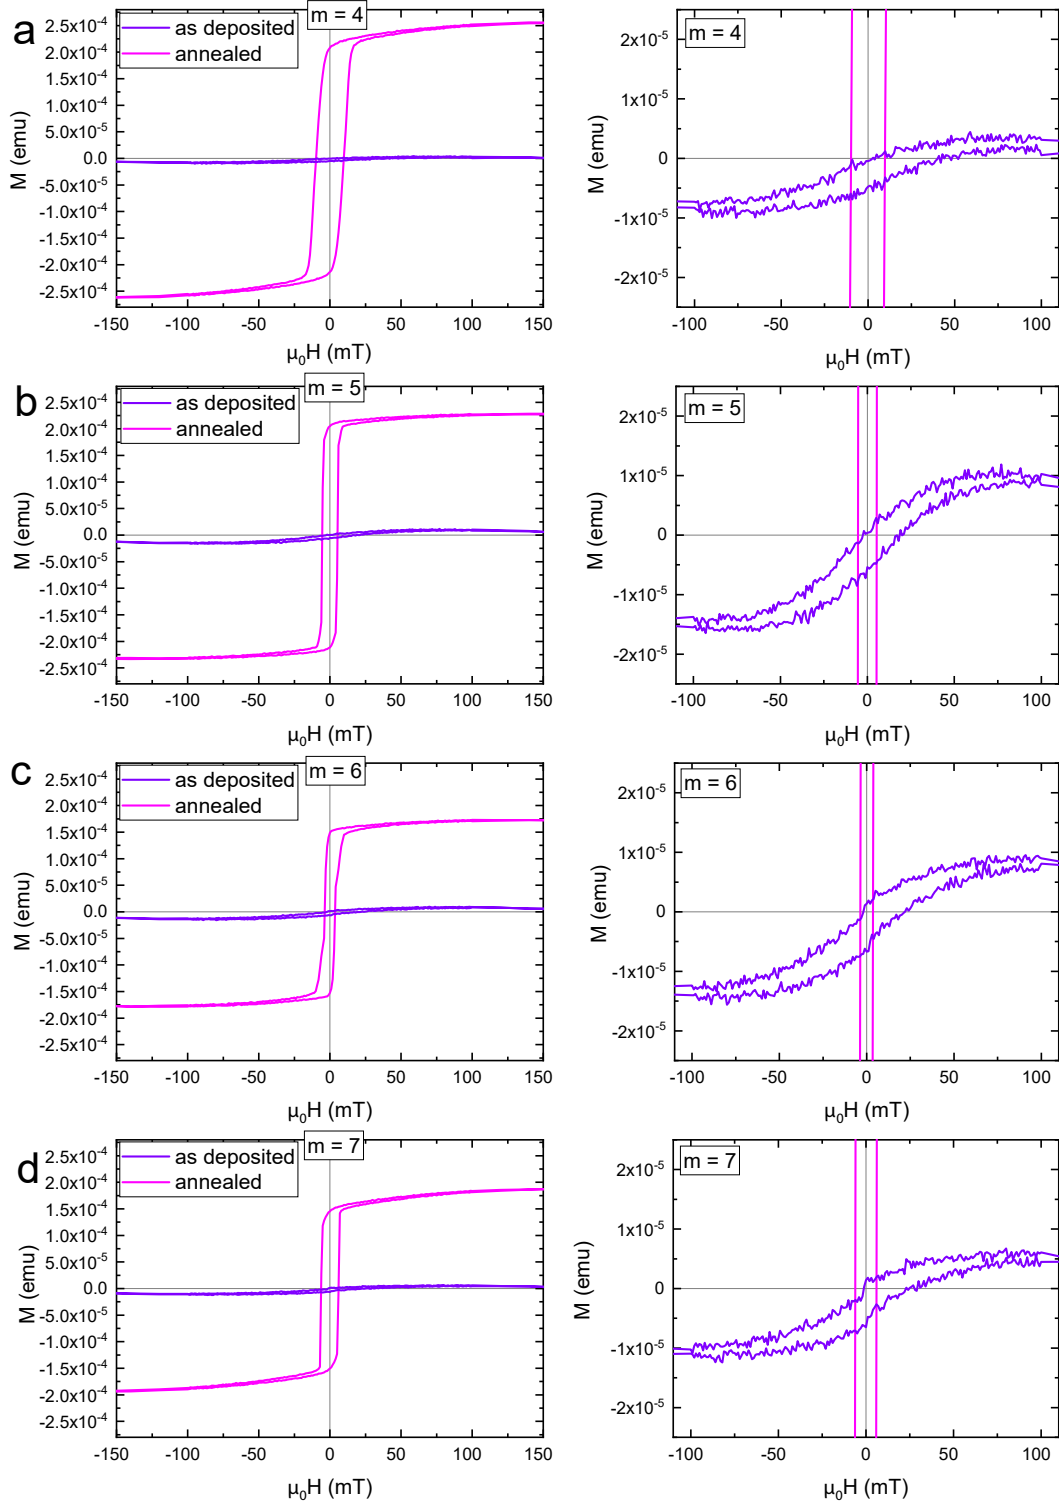 a
as deposited
annealed
m = 4
2.5x10⁻⁴
2.0x10⁻⁴
1.5x10⁻⁴
1.0x10⁻⁴
5.0x10⁻⁵
0.0
-5.0x10⁻⁵
-1.0x10⁻⁴
-1.5x10⁻⁴
-2.0x10⁻⁴
-2.5x10⁻⁴
M (emu)
-150 -100 -50 0 50 100 150
μ₀H (mT)
m = 4
2x10⁻⁵
1x10⁻⁵
0
-1x10⁻⁵
-2x10⁻⁵
M (emu)
-100 -50 0 50 100
μ₀H (mT)
b
as deposited
annealed
m = 5
2.5x10⁻⁴
2.0x10⁻⁴
1.5x10⁻⁴
1.0x10⁻⁴
5.0x10⁻⁵
0.0
-5.0x10⁻⁵
-1.0x10⁻⁴
-1.5x10⁻⁴
-2.0x10⁻⁴
-2.5x10⁻⁴
M (emu)
-150 -100 -50 0 50 100 150
μ₀H (mT)
m = 5
2x10⁻⁵
1x10⁻⁵
0
-1x10⁻⁵
-2x10⁻⁵
M (emu)
-100 -50 0 50 100
μ₀H (mT)
c
as deposited
annealed
m = 6
2.5x10⁻⁴
2.0x10⁻⁴
1.5x10⁻⁴
1.0x10⁻⁴
5.0x10⁻⁵
0.0
-5.0x10⁻⁵
-1.0x10⁻⁴
-1.5x10⁻⁴
-2.0x10⁻⁴
-2.5x10⁻⁴
M (emu)
-150 -100 -50 0 50 100 150
μ₀H (mT)
m = 6
2x10⁻⁵
1x10⁻⁵
0
-1x10⁻⁵
-2x10⁻⁵
M (emu)
-100 -50 0 50 100
μ₀H (mT)
d
as deposited
annealed
m = 7
2.5x10⁻⁴
2.0x10⁻⁴
1.5x10⁻⁴
1.0x10⁻⁴
5.0x10⁻⁵
0.0
-5.0x10⁻⁵
-1.0x10⁻⁴
-1.5x10⁻⁴
-2.0x10⁻⁴
-2.5x10⁻⁴
M (emu)
-150 -100 -50 0 50 100 150
μ₀H (mT)
m = 7
2x10⁻⁵
1x10⁻⁵
0
-1x10⁻⁵
-2x10⁻⁵
M (emu)
-100 -50 0 50 100
μ₀H (mT)